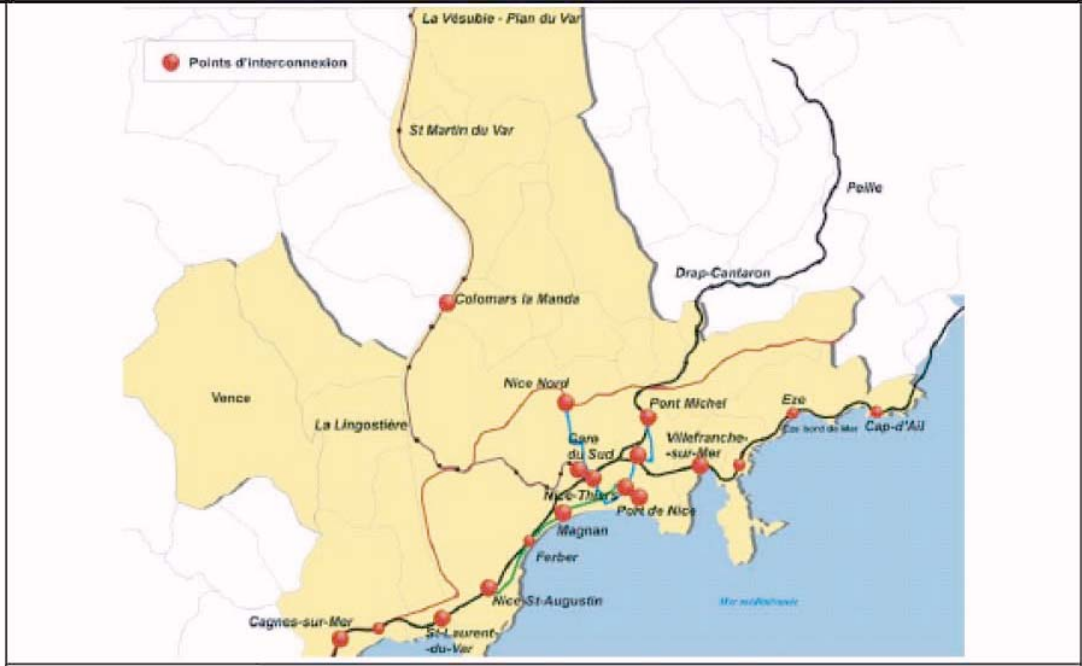 La Vésubie - Plan du Var
Points d'interconnexion
St Martin du Var
Peille
Drap-Cantaron
Colomars la Manda
Nice Nord
Vence
Pont Michel
Eze
La Lingostière
Eze bord de Mer
Cap-d'Ail
Gare
du Sud
Villefranche-
-sur-Mer
Nice-Thiers
Port de Nice
Magnan
Ferber
Nice-St-Augustin
Mer méditerranée
Cagnes-sur-Mer
St-Laurent-
-du-Var